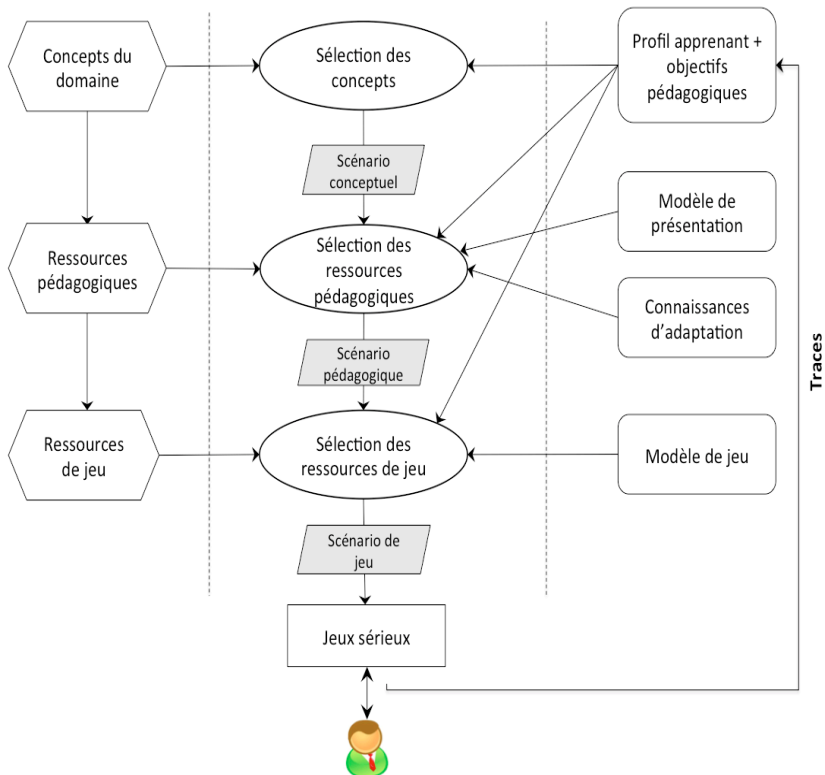 Concepts du
domaine
Sélection des
concepts
Profil apprenant +
objectifs
pédagogiques
Scénario
conceptuel
Modèle de
présentation
Ressources
pédagogiques
Sélection des
ressources
pédagogiques
Connaissances
d'adaptation
Scénario
pédagogique
Traces
Ressources
de jeu
Sélection des
ressources de jeu
Modèle de jeu
Scénario de
jeu
Jeux sérieux